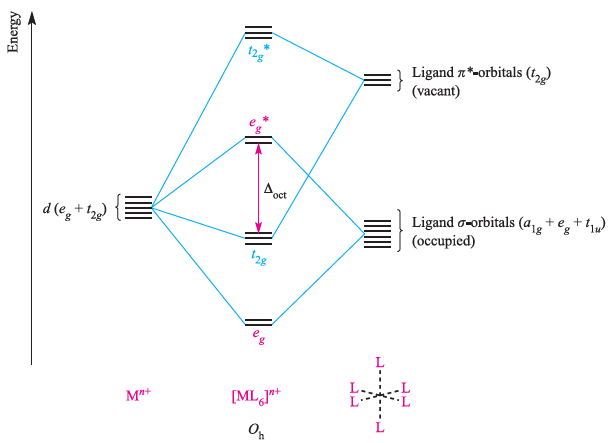 Energy
t2g*
Ligand π*-orbitals (t2g)
(vacant)
eg*
Δoct
d (eg + t2g)
Ligand σ-orbitals (a1g + eg + t1u)
(occupied)
t2g
eg
Mn+
[ML6]n+
Oh
L
L L
L L
L